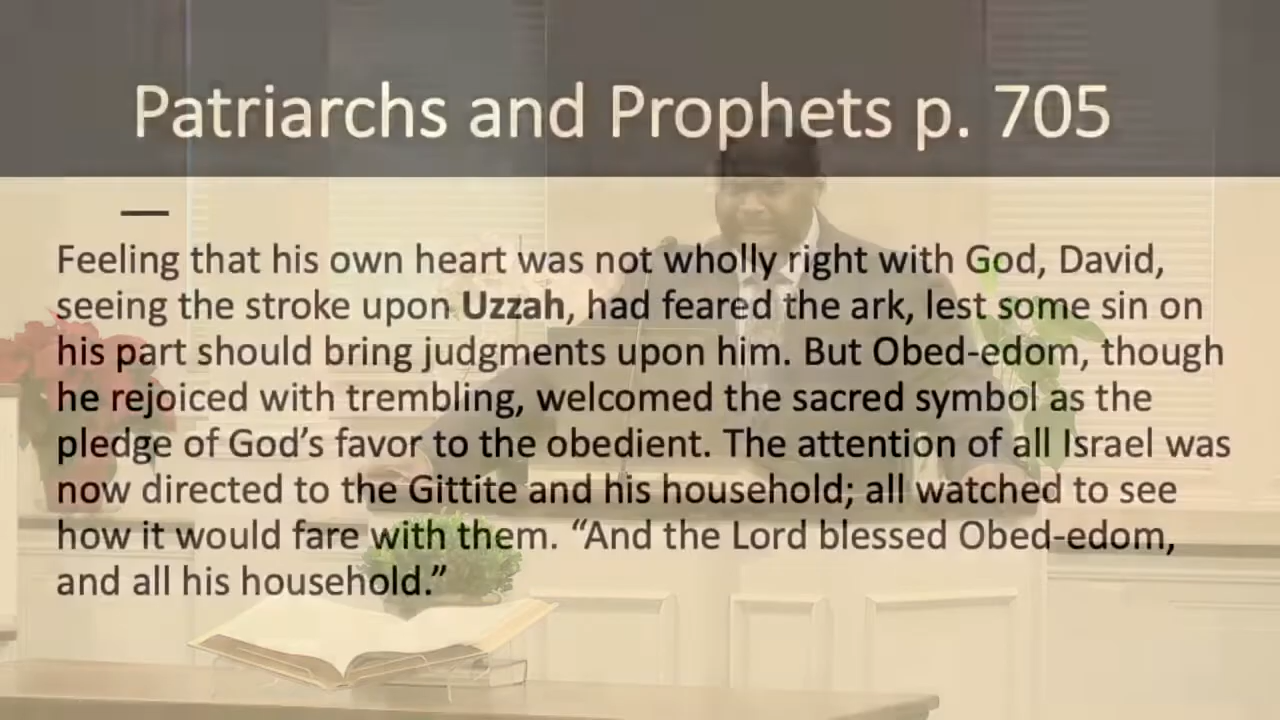 Patriarchs and Prophets p. 705
Feeling that his own heart was not wholly right with God, David,
seeing the stroke upon Uzzah, had feared the ark, lest some sin on
his part should bring judgments upon him. But Obed-edom, though
he rejoiced with trembling, welcomed the sacred symbol as the
pledge of God’s favor to the obedient. The attention of all Israel was
now directed to the Gittite and his household; all watched to see
how it would fare with them. “And the Lord blessed Obed-edom,
and all his household.”